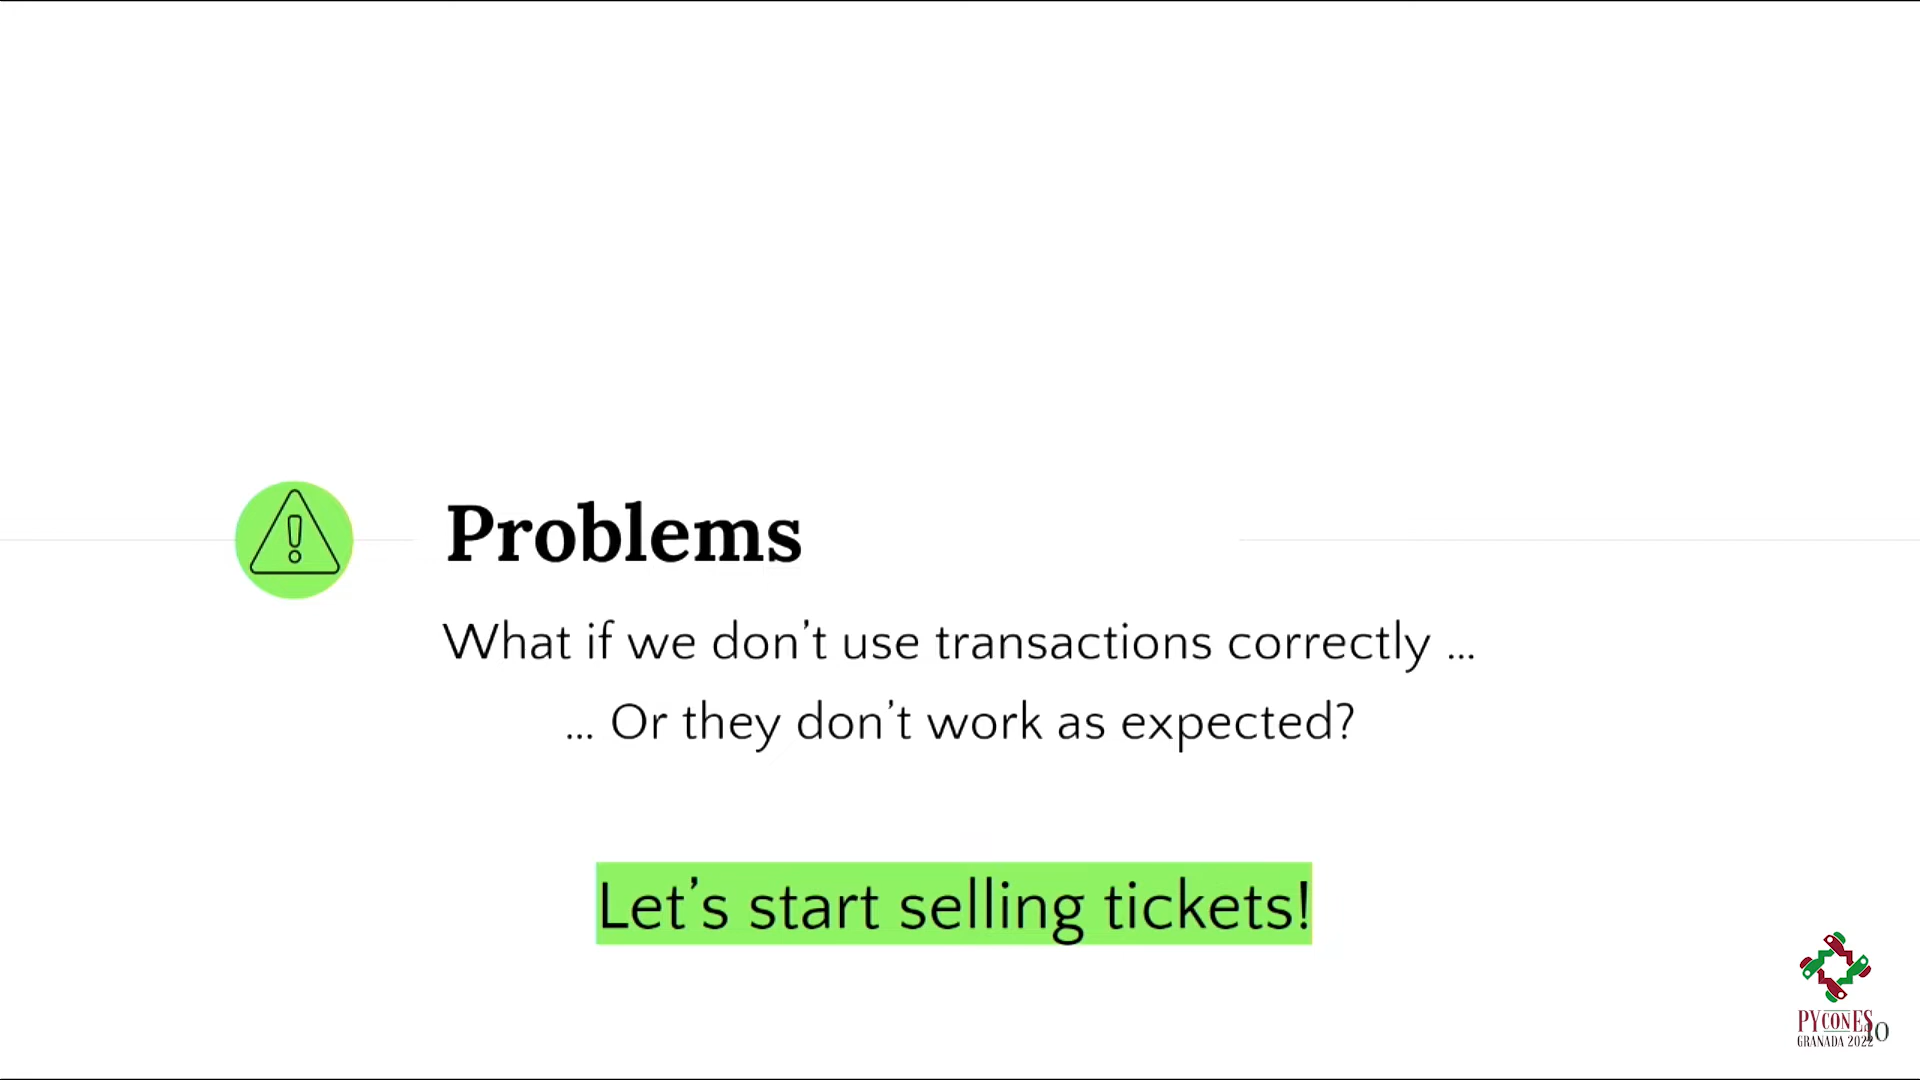 Problems
What if we don’t use transactions correctly ...
... Or they don’t work as expected?
Let’s start selling tickets!
PYCONES
GRANADA 2022
10